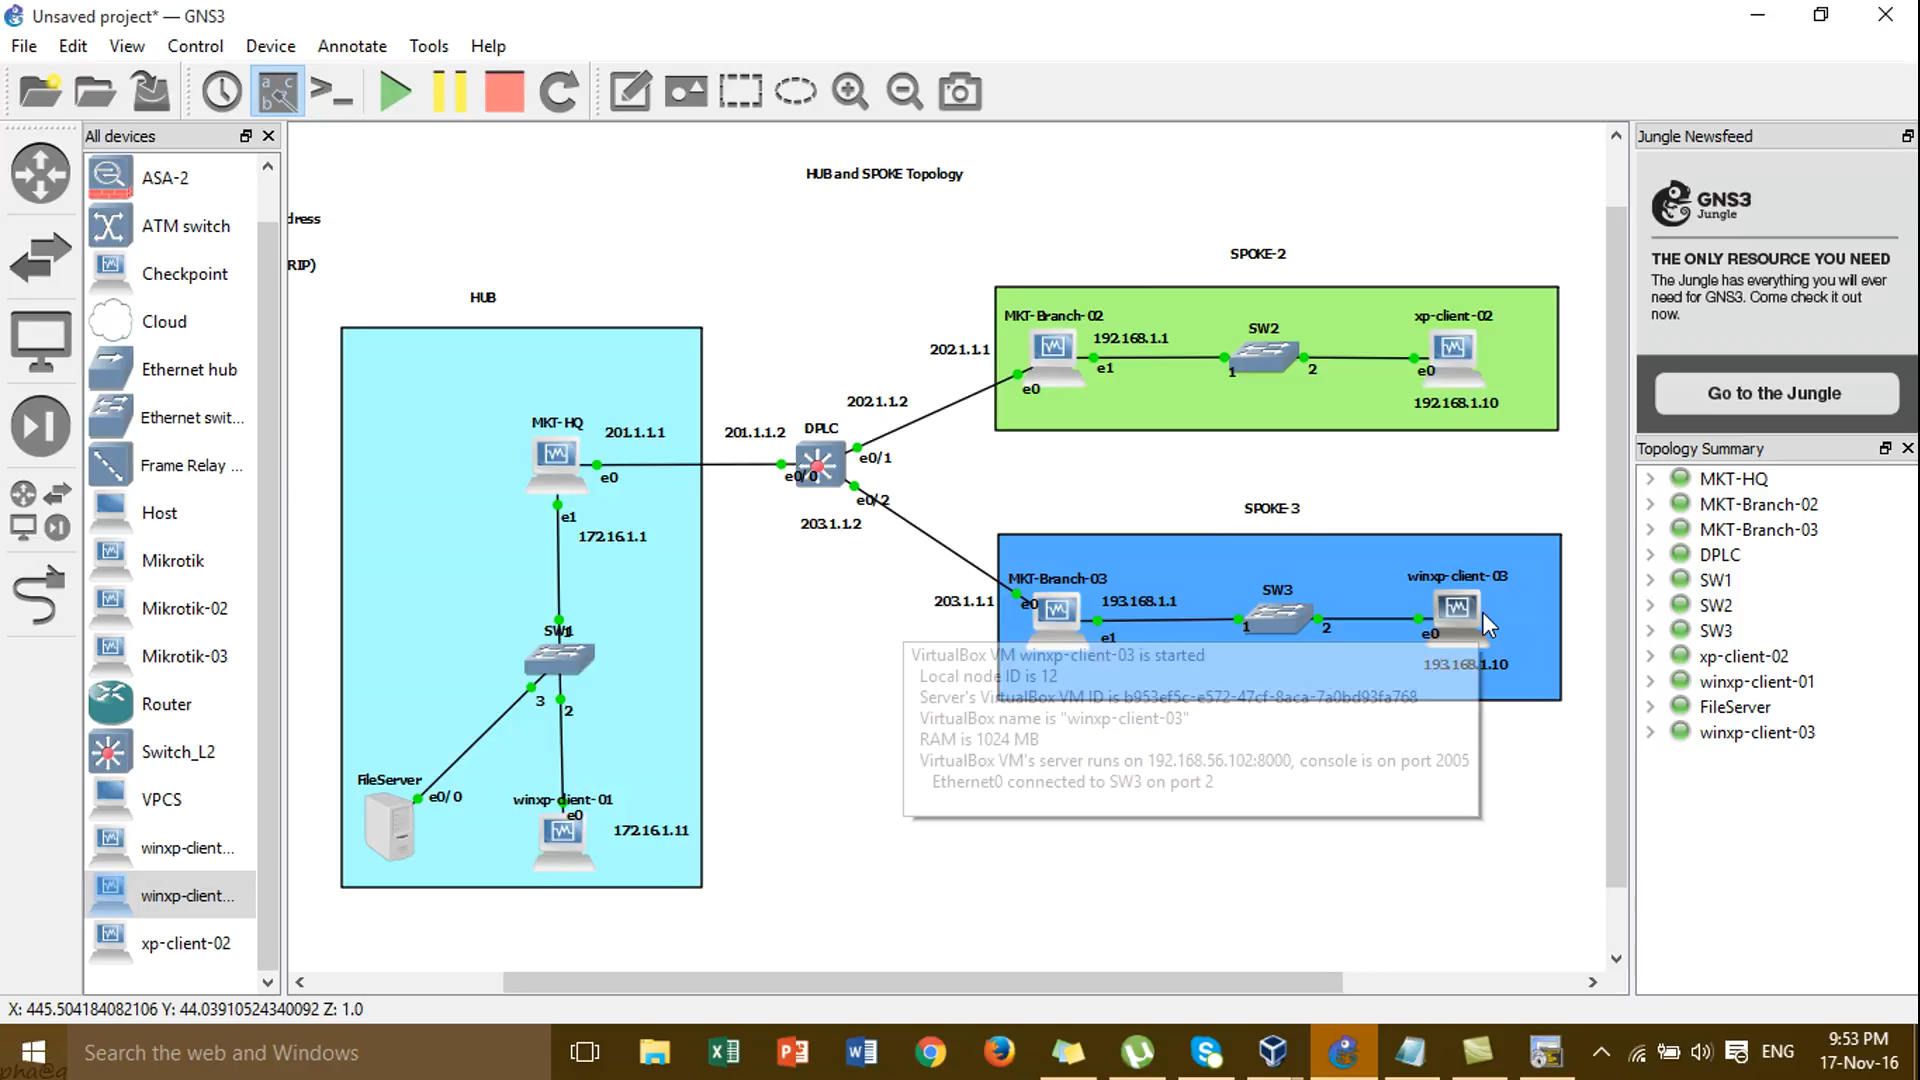 Unsaved project* — GNS3
File Edit View Control Device Annotate Tools Help
All devices
ASA-2
ATM switch
Checkpoint
Cloud
Ethernet hub
Ethernet swit...
Frame Relay ...
Host
Mikrotik
Mikrotik-02
Mikrotik-03
Router
Switch_L2
VPCS
winxp-client...
winxp-client...
xp-client-02
HUB and SPOKE Topology
dress
RIP)
HUB
MKT-HQ
201.1.1.1
e0
e1
172.16.1.1
SW1
1
3
2
FileServer
e0/0
winxp-client-01
e0
172.16.1.11
201.1.1.2
DPLC
e0/0
e0/1
e0/2
202.1.1.2
203.1.1.2
SPOKE-2
MKT-Branch-02
202.1.1.1
e0
192.168.1.1
e1
SW2
1
2
xp-client-02
e0
192.168.1.10
SPOKE-3
MKT-Branch-03
203.1.1.1
e0
193.168.1.1
e1
SW3
1
2
winxp-client-03
e0
193.168.1.10
VirtualBox VM winxp-client-03 is started
Local node ID is 12
Server's VirtualBox VM ID is b953ef5c-e572-47cf-8aca-7a0bd93fa768
VirtualBox name is "winxp-client-03"
RAM is 1024 MB
VirtualBox VM's server runs on 192.168.56.102:8000, console is on port 2005
Ethernet0 connected to SW3 on port 2
Jungle Newsfeed
GNS3
Jungle
THE ONLY RESOURCE YOU NEED
The Jungle has everything you will ever
need for GNS3. Come check it out
now.
Go to the Jungle
Topology Summary
MKT-HQ
MKT-Branch-02
MKT-Branch-03
DPLC
SW1
SW2
SW3
xp-client-02
winxp-client-01
FileServer
winxp-client-03
X: 445.504184082106 Y: 44.03910524340092 Z: 1.0
Search the web and Windows
ENG
9:53 PM
17-Nov-16